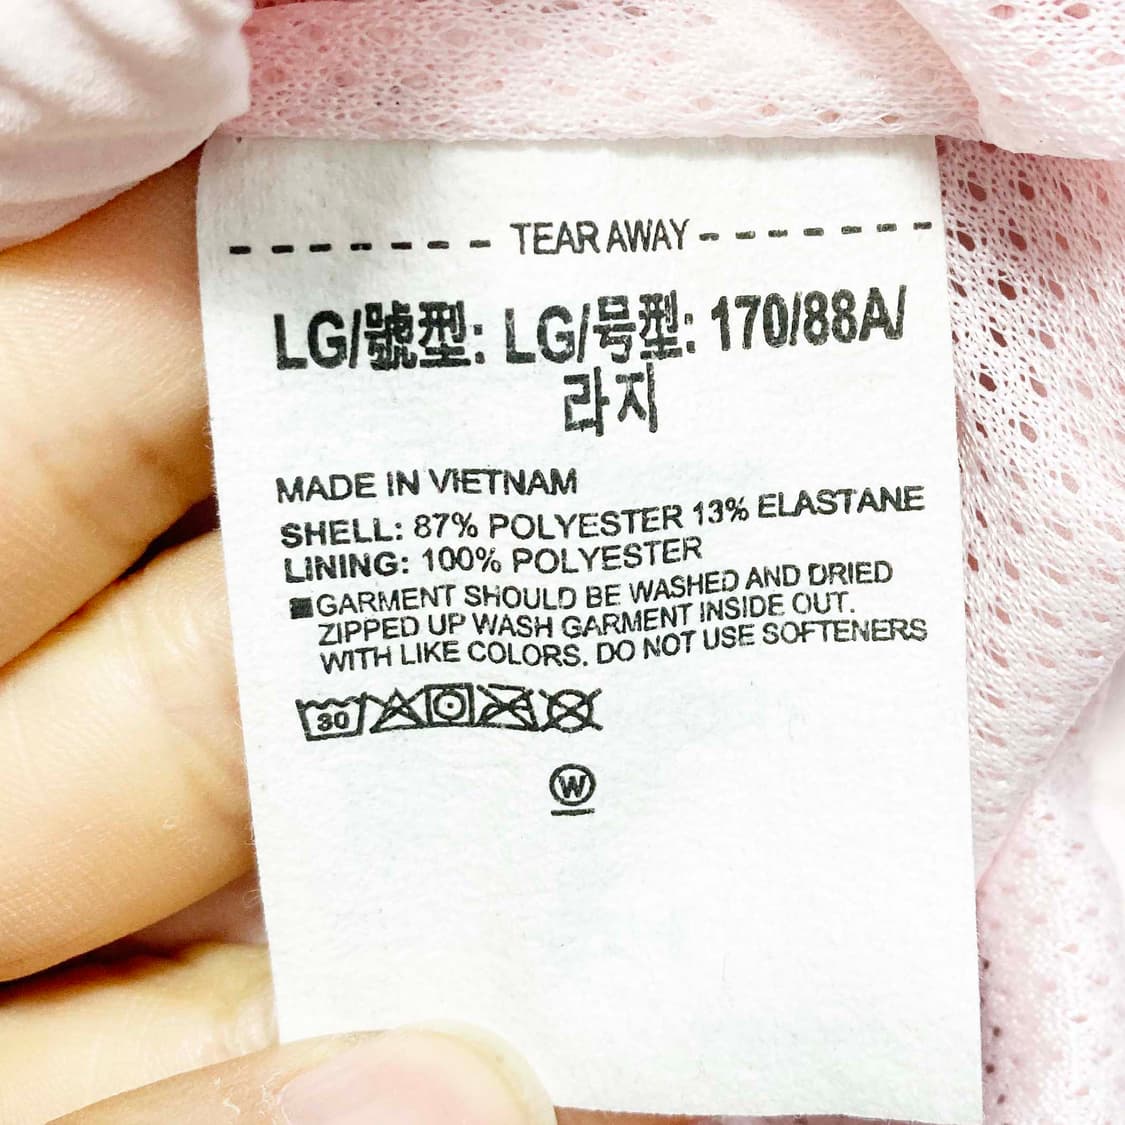 TEAR AWAY
LG/號型: LG/号型: 170/88A/
라지
MADE IN VIETNAM
SHELL: 87% POLYESTER 13% ELASTANE
LINING: 100% POLYESTER
GARMENT SHOULD BE WASHED AND DRIED
ZIPPED UP WASH GARMENT INSIDE OUT.
WITH LIKE COLORS. DO NOT USE SOFTENERS
30
W